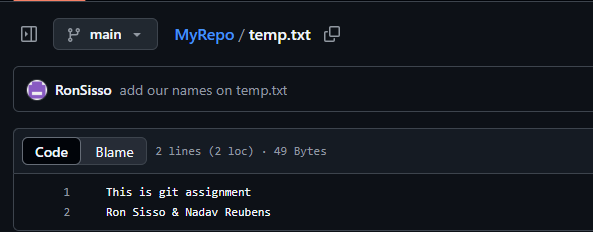 main
MyRepo / temp.txt
RonSisso add our names on temp.txt
Code Blame 2 lines (2 loc) · 49 Bytes
1 This is git assignment
2 Ron Sisso & Nadav Reubens